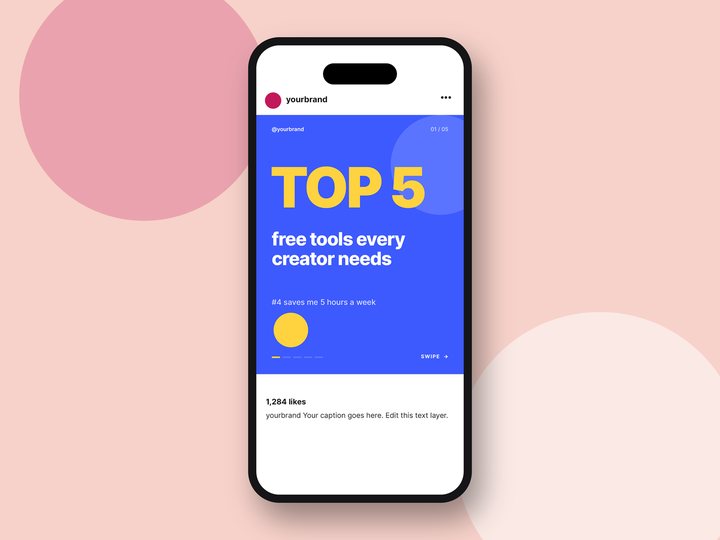 yourbrand
@yourbrand
01 / 05
TOP 5
free tools every
creator needs
#4 saves me 5 hours a week
SWIPE →
1,284 likes
yourbrand Your caption goes here. Edit this text layer.